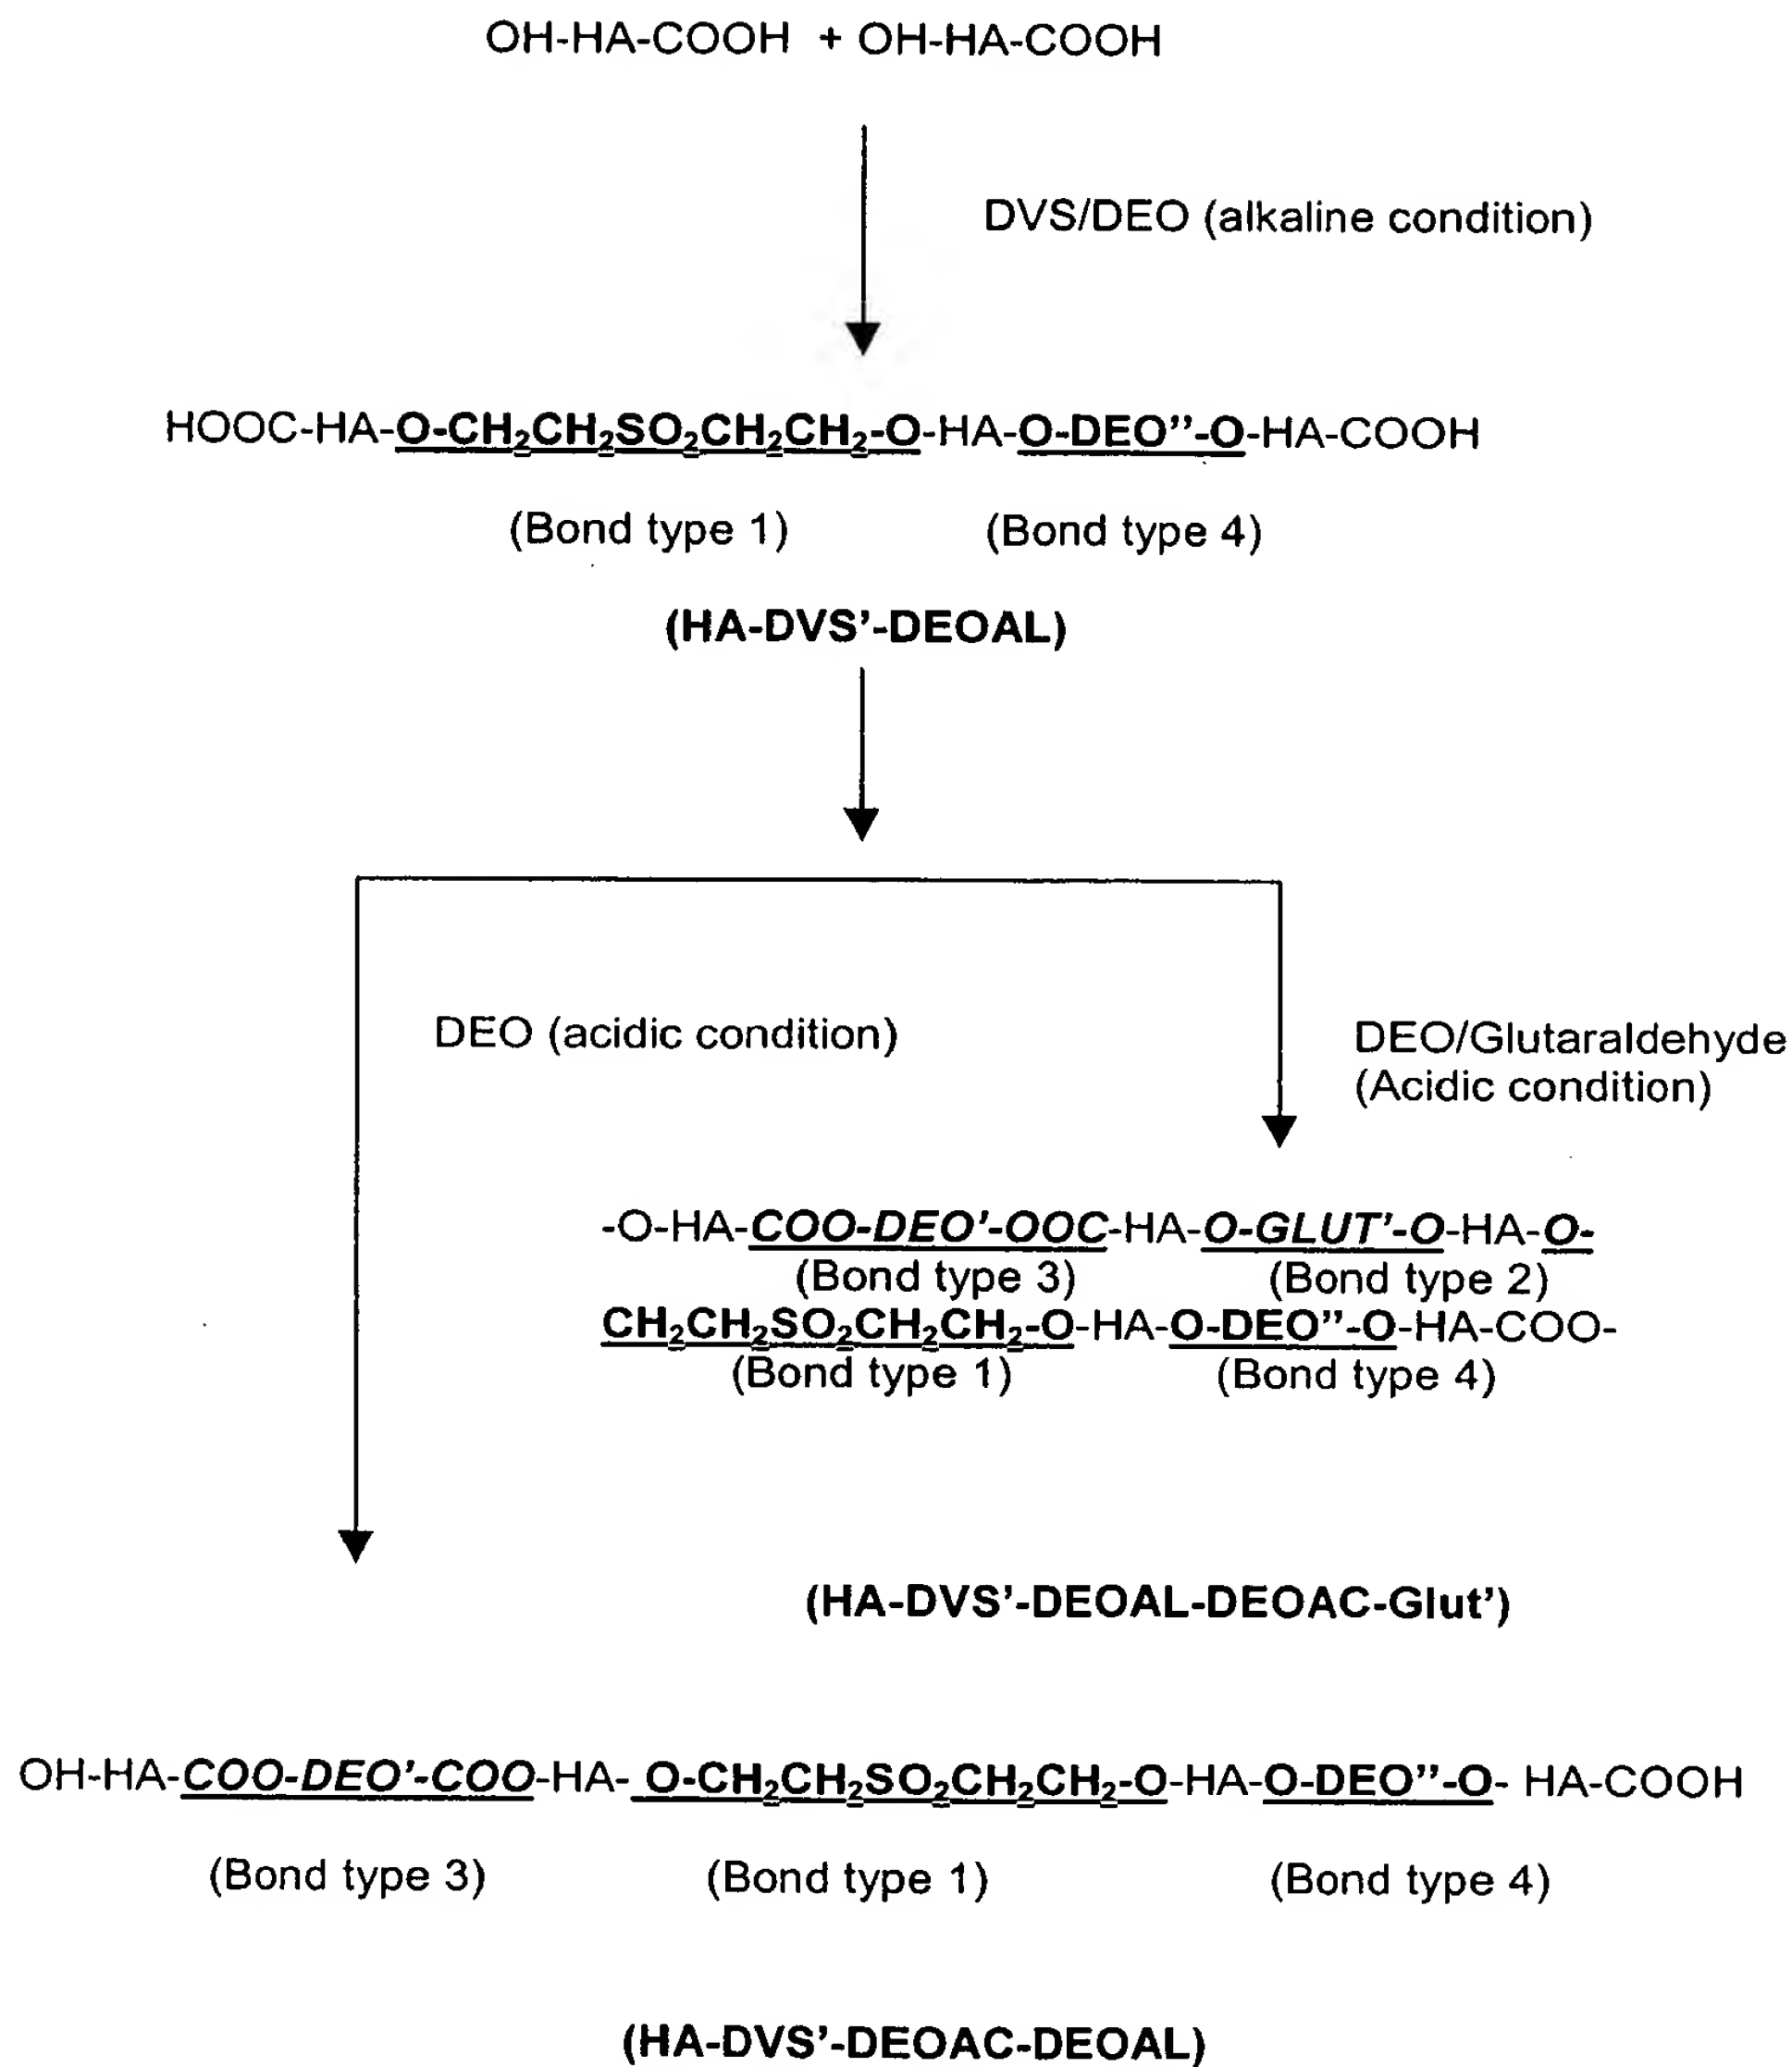 OH-HA-COOH + OH-HA-COOH
DVS/DEO (alkaline condition)
HOOC-HA-O-CH₂CH₂SO₂CH₂CH₂-O-HA-O-DEO”-O-HA-COOH
(Bond type 1) (Bond type 4)
(HA-DVS’-DEOAL)
DEO (acidic condition)
DEO/Glutaraldehyde
(Acidic condition)
-O-HA-COO-DEO'-OOC-HA-O-GLUT'-O-HA-O-
(Bond type 3) (Bond type 2)
CH₂CH₂SO₂CH₂CH₂-O-HA-O-DEO”-O-HA-COO-
(Bond type 1) (Bond type 4)
(HA-DVS’-DEOAL-DEOAC-Glut’)
OH-HA-COO-DEO'-COO-HA- O-CH₂CH₂SO₂CH₂CH₂-O-HA-O-DEO”-O- HA-COOH
(Bond type 3) (Bond type 1) (Bond type 4)
(HA-DVS’-DEOAC-DEOAL)